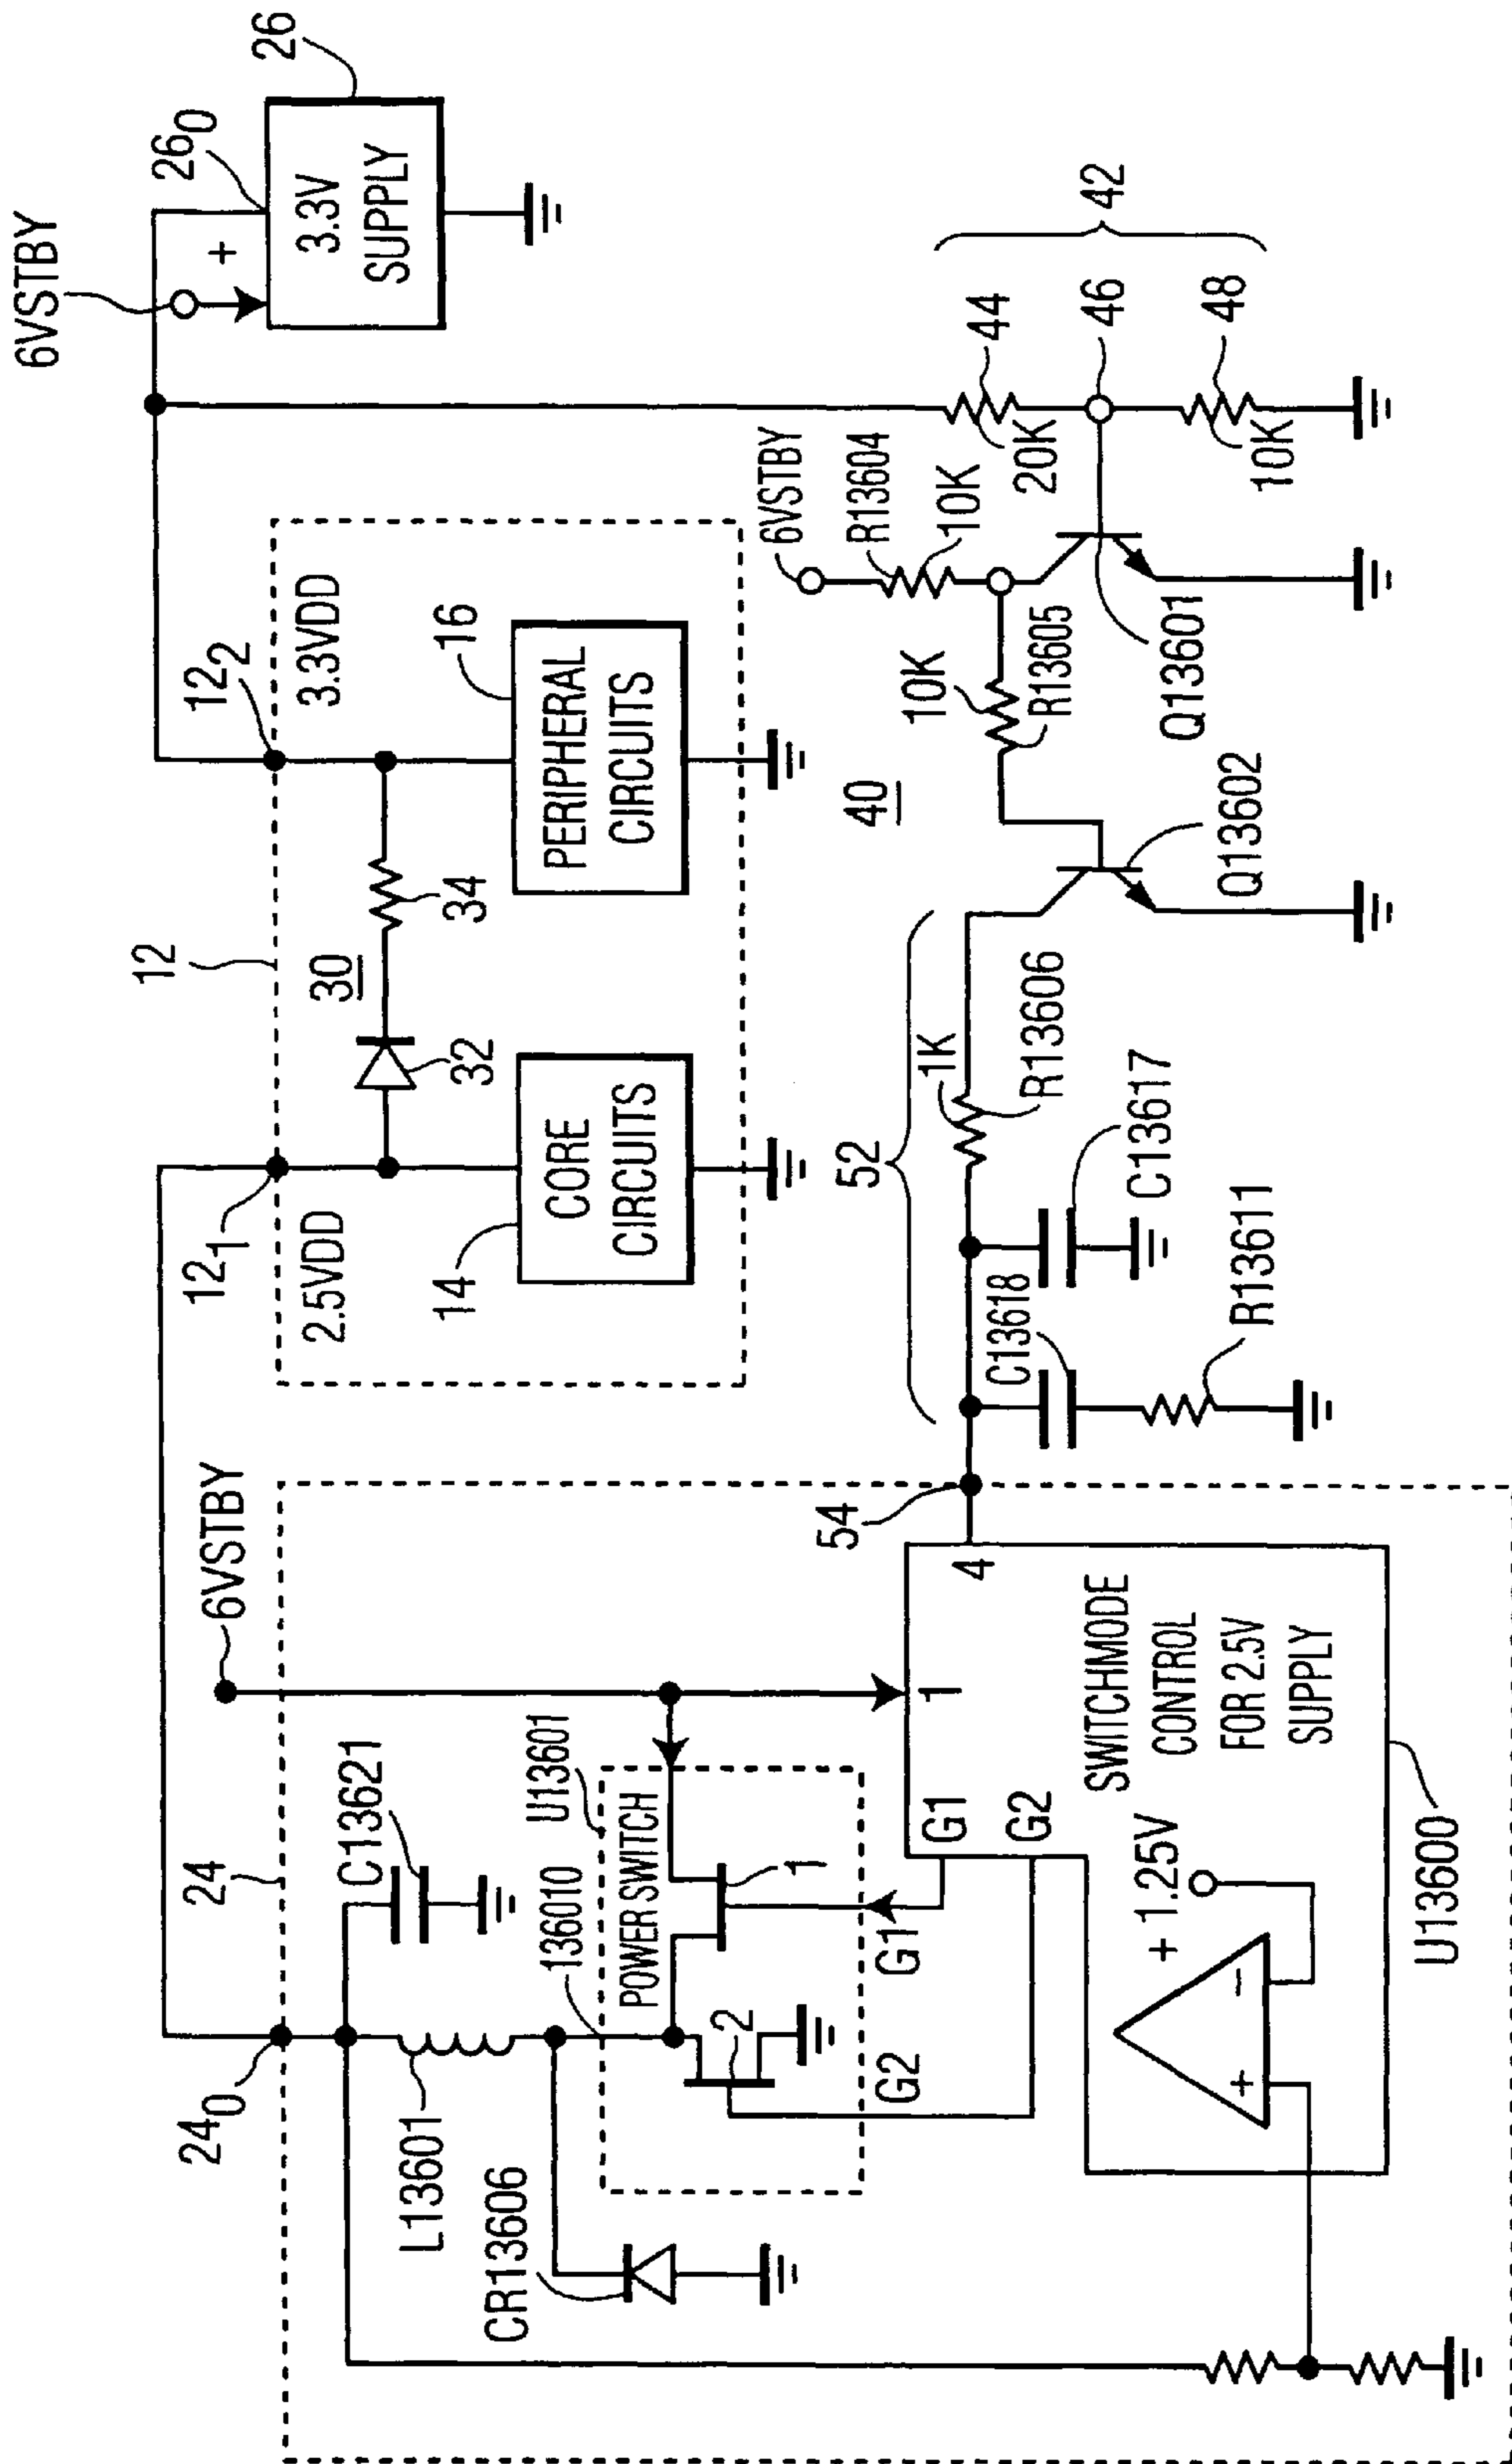 24
24₀
6VSTBY
C13621
L13601
CR13606
U13601
POWER SWITCH
136010
1
2
G1
G2
G1
G2
1
4
54
SWITCHMODE
CONTROL
FOR 2.5V
SUPPLY
+ 1.25V
+
−
U13600
12
12₁
12₂
2.5VDD
3.3VDD
30
32
34
14
CORE
CIRCUITS
16
PERIPHERAL
CIRCUITS
6VSTBY
+
26₀
26
3.3V
SUPPLY
40
52
1K
R13606
C13618
C13617
R13611
6VSTBY
R13604
10K
10K
R13605
Q13602
Q13601
42
44
20K
46
48
10K